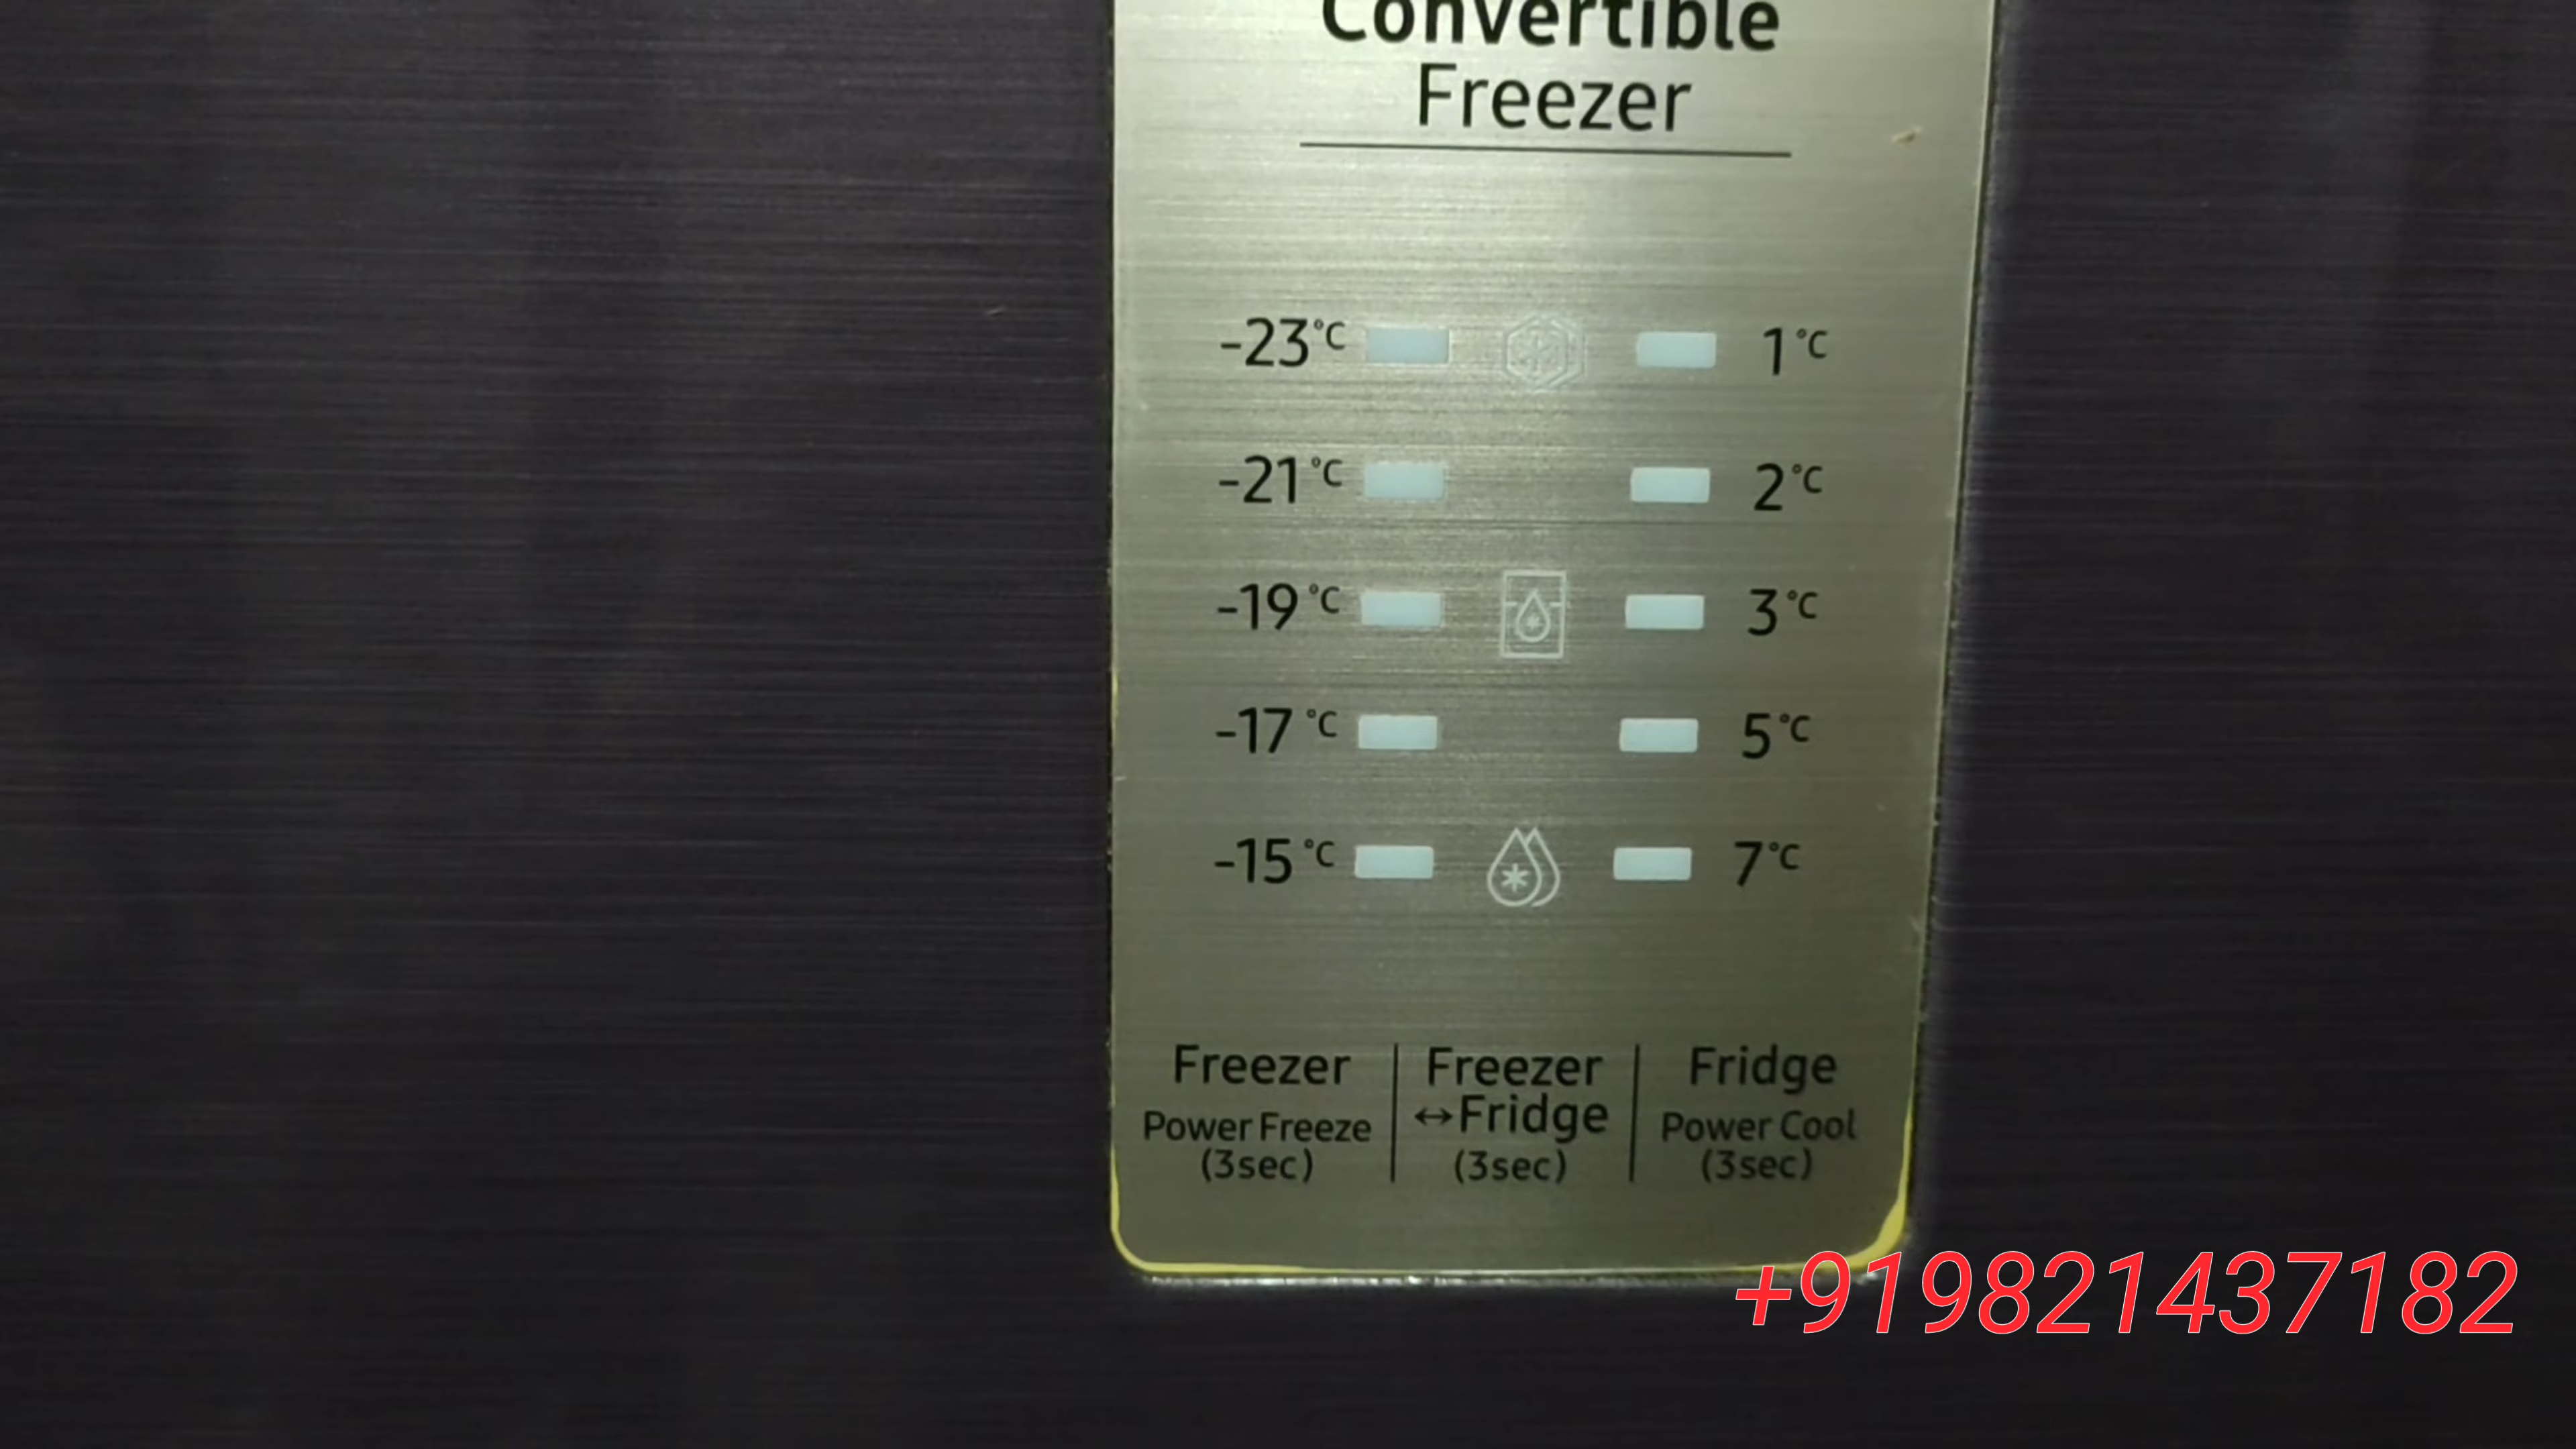 Convertible
Freezer
-23°C 1°C
-21°C 2°C
-19°C 3°C
-17°C 5°C
-15°C 7°C
Freezer
Power Freeze
(3sec)
Freezer
↔Fridge
(3sec)
Fridge
Power Cool
(3sec)
+919821437182